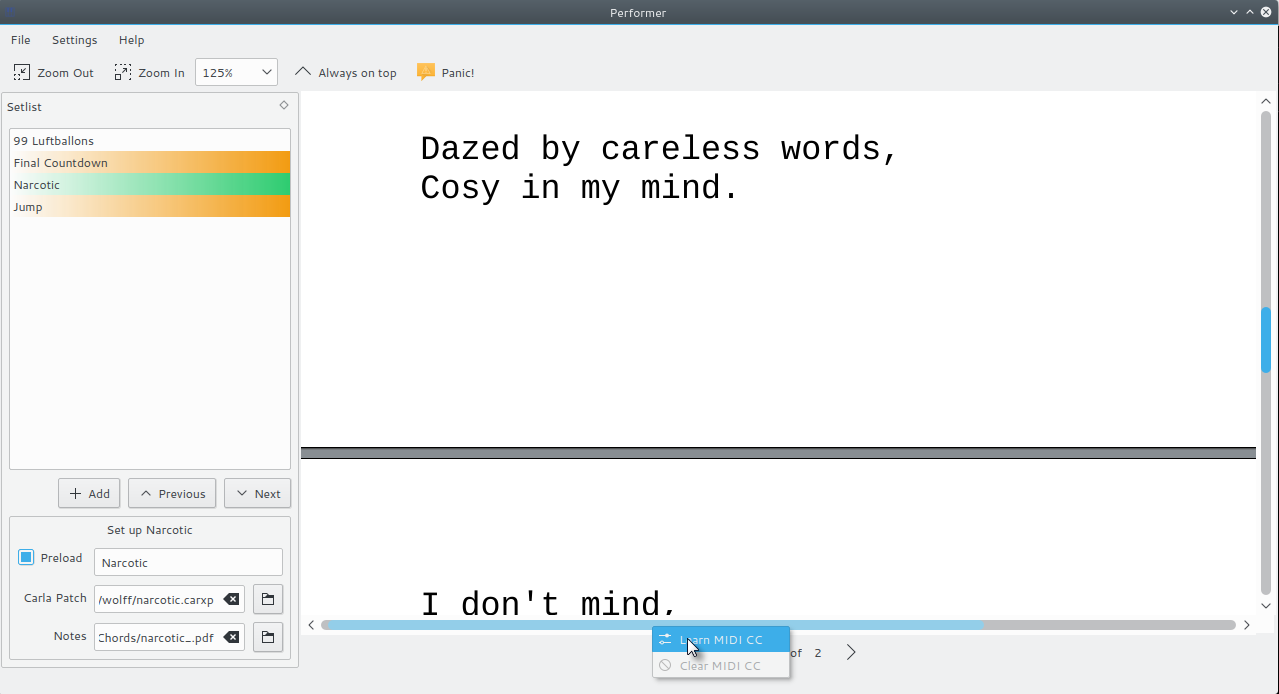 Performer
File Settings Help
Zoom Out Zoom In 125% Always on top Panic!
Setlist
99 Luftballons
Final Countdown
Narcotic
Jump
Add Previous Next
Set up Narcotic
Preload Narcotic
Carla Patch /wolff/narcotic.carxp
Notes Chords/narcotic_.pdf
Dazed by careless words,
Cosy in my mind.
I don't mind,
Learn MIDI CC
Clear MIDI CC
of 2